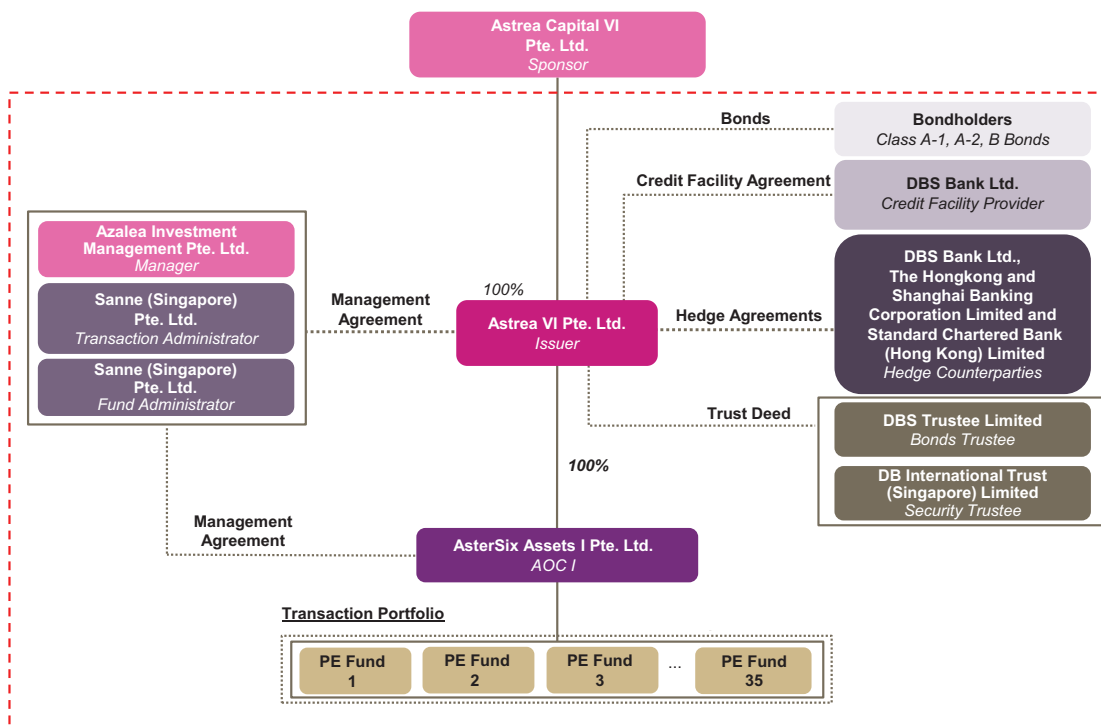 Astrea Capital VI
Pte. Ltd.
Sponsor
Bonds
Bondholders
Class A-1, A-2, B Bonds
Credit Facility Agreement
DBS Bank Ltd.
Credit Facility Provider
Azalea Investment
Management Pte. Ltd.
Manager
Sanne (Singapore)
Pte. Ltd.
Transaction Administrator
Sanne (Singapore)
Pte. Ltd.
Fund Administrator
Management
Agreement
100%
Astrea VI Pte. Ltd.
Issuer
Hedge Agreements
DBS Bank Ltd.,
The Hongkong and
Shanghai Banking
Corporation Limited and
Standard Chartered Bank
(Hong Kong) Limited
Hedge Counterparties
Trust Deed
DBS Trustee Limited
Bonds Trustee
DB International Trust
(Singapore) Limited
Security Trustee
100%
Management
Agreement
AsterSix Assets I Pte. Ltd.
AOC I
Transaction Portfolio
PE Fund
1
PE Fund
2
PE Fund
3
...
PE Fund
35